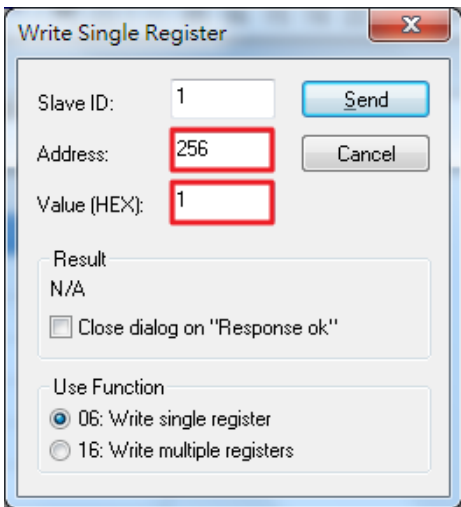 Write Single Register
Slave ID: 1 Send
Address: 256 Cancel
Value (HEX): 1
Result
N/A
Close dialog on "Response ok"
Use Function
06: Write single register
16: Write multiple registers